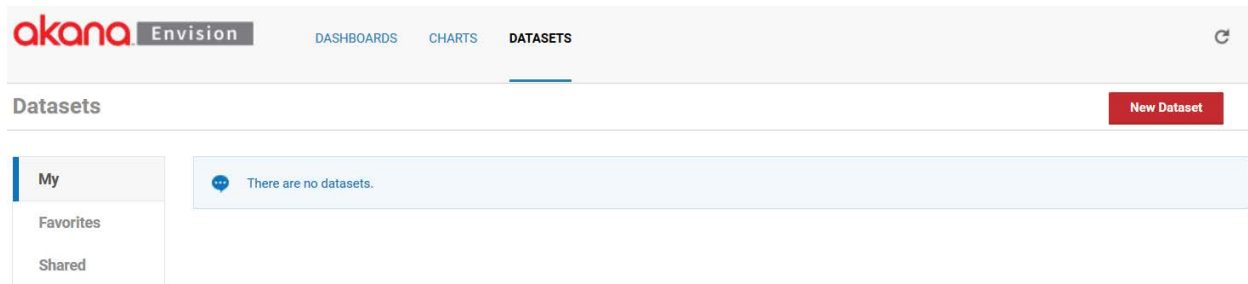 akana Envision
DASHBOARDS CHARTS DATASETS
Datasets
New Dataset
My
There are no datasets.
Favorites
Shared